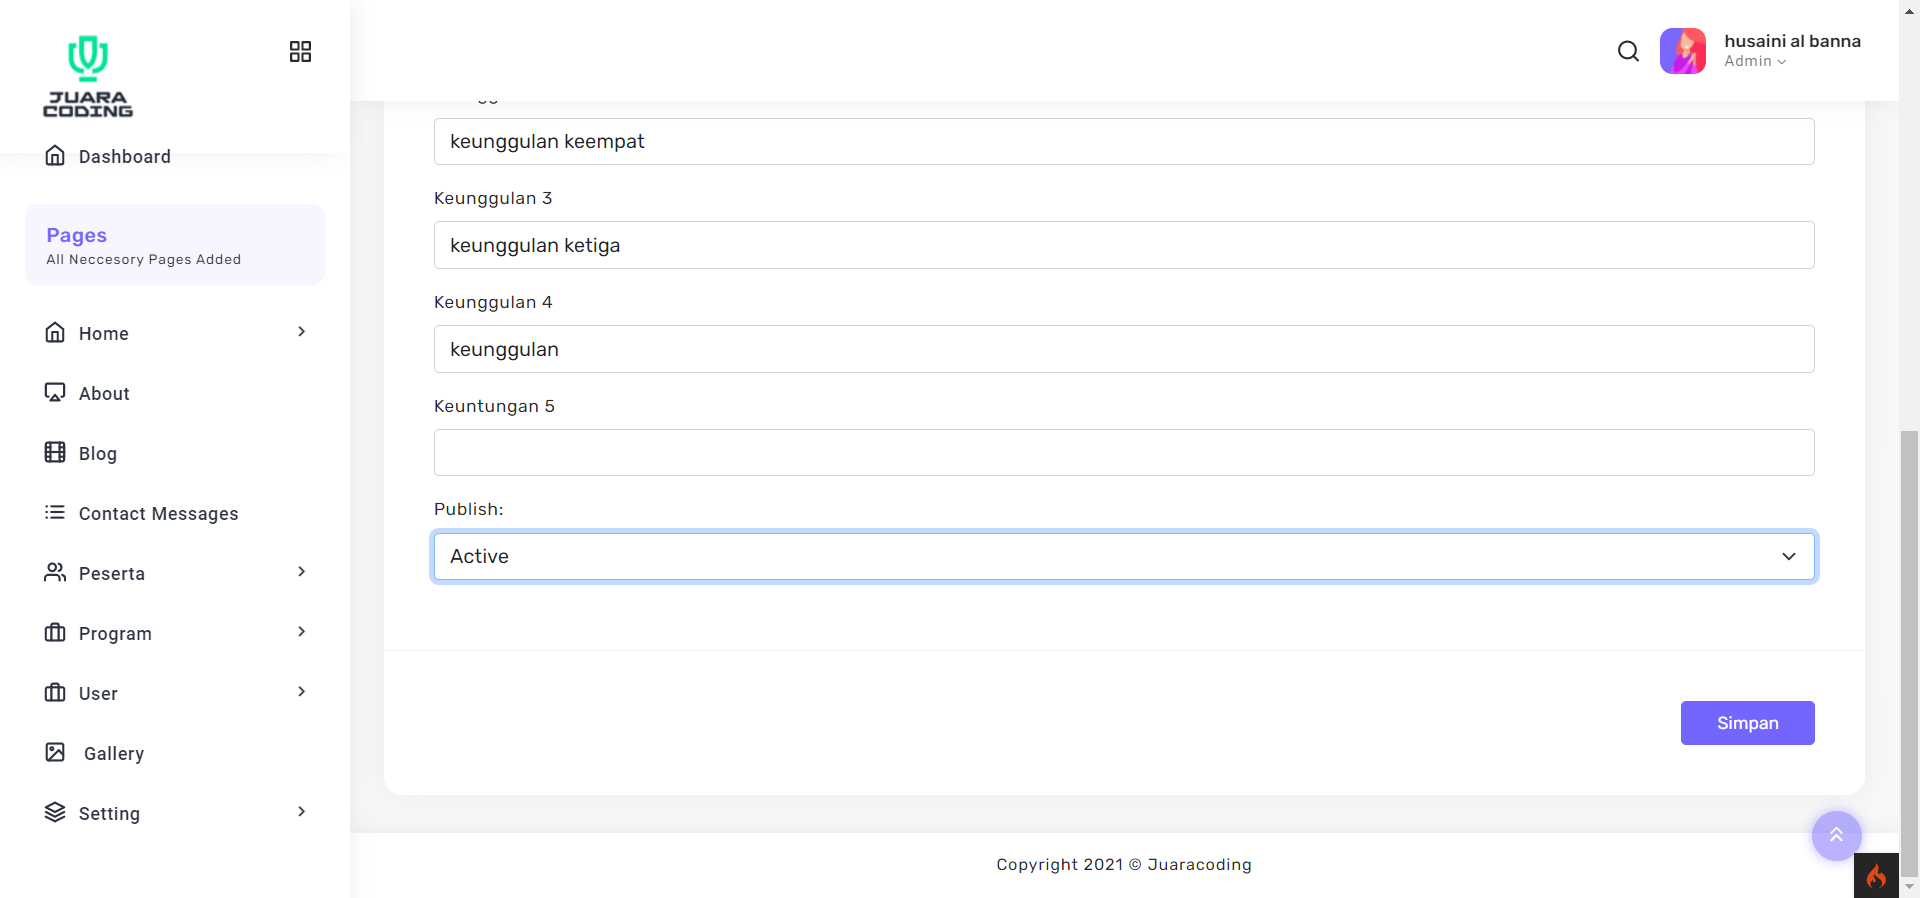 JUARA
CODING
husaini al banna
Admin
Dashboard
Pages
All Neccesory Pages Added
Home
About
Blog
Contact Messages
Peserta
Program
User
Gallery
Setting
keunggulan keempat
Keunggulan 3
keunggulan ketiga
Keunggulan 4
keunggulan
Keuntungan 5
Publish:
Active
Simpan
Copyright 2021 © Juaracoding